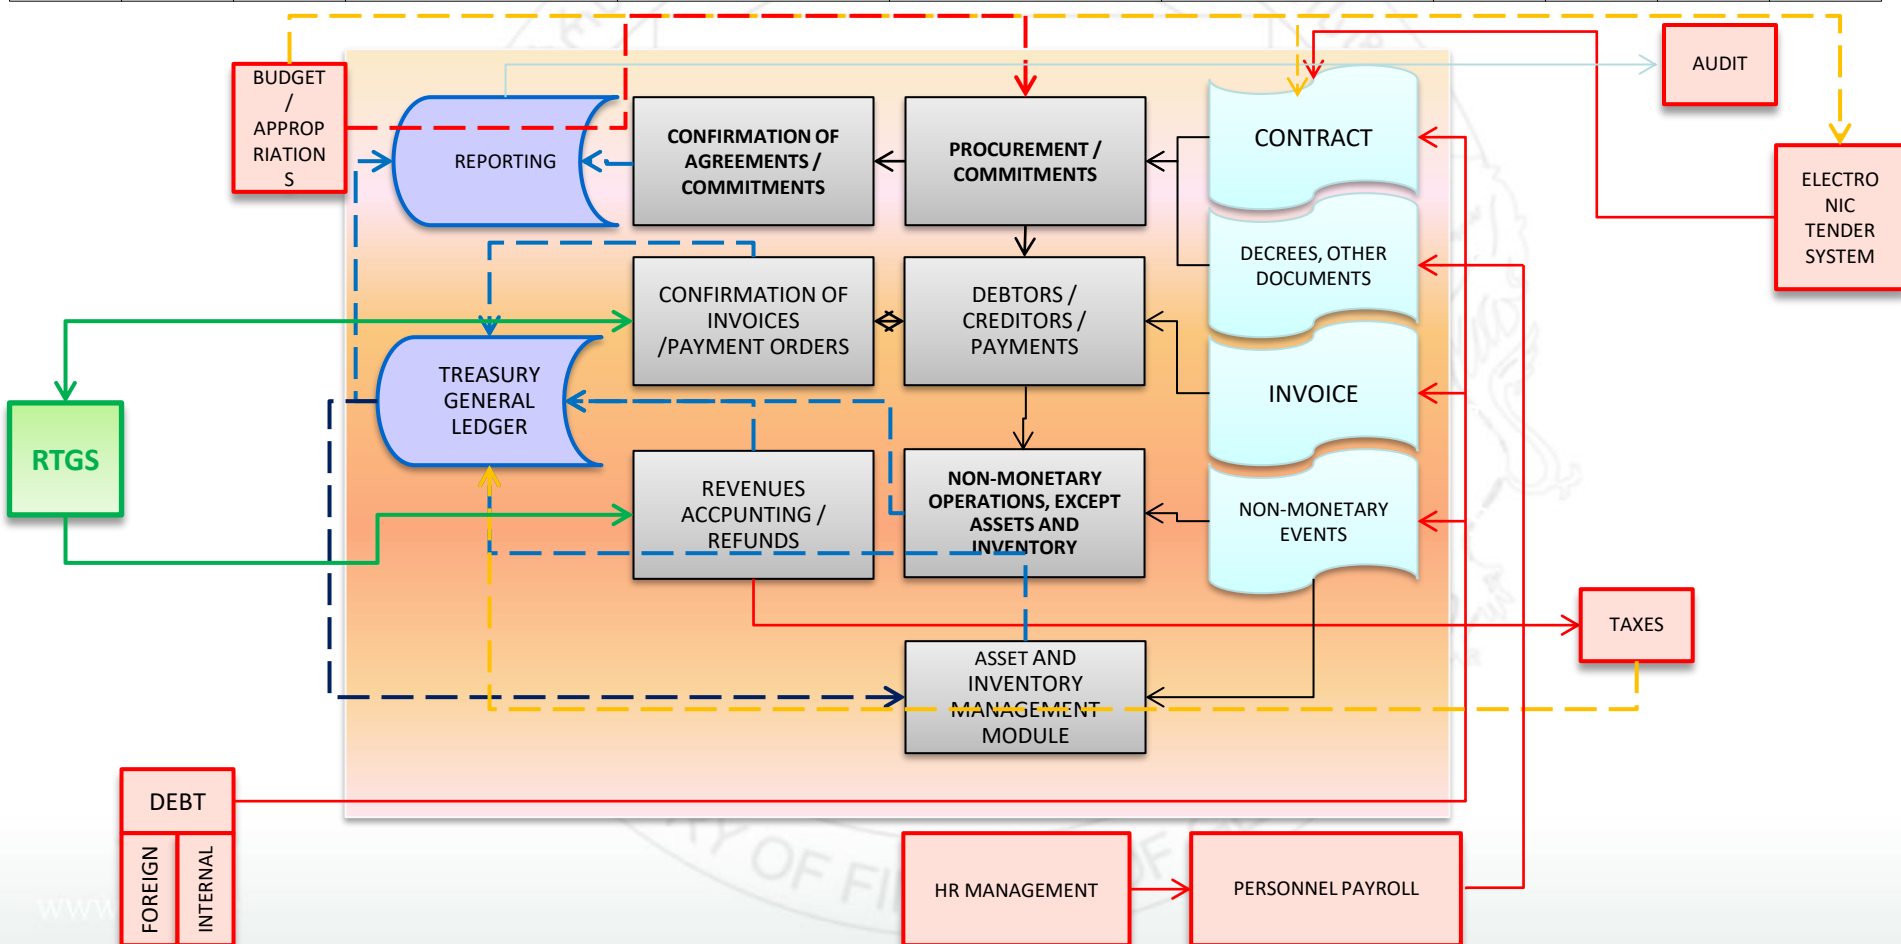 BUDGET
/
APPROP
RIATION
S
REPORTING
CONFIRMATION OF
AGREEMENTS /
COMMITMENTS
PROCUREMENT /
COMMITMENTS
CONTRACT
AUDIT
ELECTRO
NIC
TENDER
SYSTEM
DECREES, OTHER
DOCUMENTS
CONFIRMATION OF
INVOICES
/PAYMENT ORDERS
DEBTORS /
CREDITORS /
PAYMENTS
TREASURY
GENERAL
LEDGER
INVOICE
RTGS
REVENUES
ACCPUNTING /
REFUNDS
NON-MONETARY
OPERATIONS, EXCEPT
ASSETS AND
INVENTORY
NON-MONETARY
EVENTS
TAXES
ASSET AND
INVENTORY
MANAGEMENT
MODULE
DEBT
FOREIGN
INTERNAL
HR MANAGEMENT
PERSONNEL PAYROLL
www